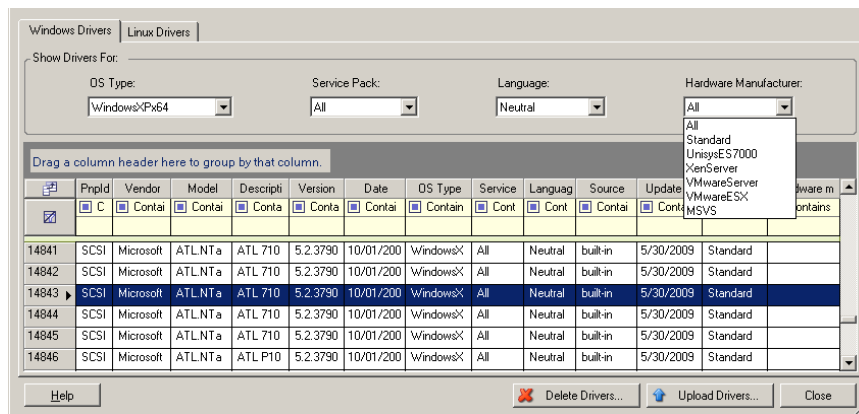 Windows Drivers Linux Drivers
Show Drivers For:
OS Type: Service Pack: Language: Hardware Manufacturer:
WindowsXPx64 All Neutral All
All
Standard
UnisysES7000
XenServer
VMwareServer
VMwareESX
MSVS
Drag a column header here to group by that column.
PnpId Vendor Model Descripti Version Date OS Type Service Languag Source Update dware m
C Contai Contai Conta Conta Contai Contain Cont Cont Contai Conta ontains
14841 SCSI Microsoft ATL.NTa ATL 710 5.2.3790 10/01/200 WindowsX All Neutral built-in 5/30/2009 Standard
14842 SCSI Microsoft ATL.NTa ATL 710 5.2.3790 10/01/200 WindowsX All Neutral built-in 5/30/2009 Standard
14843 SCSI Microsoft ATL.NTa ATL 710 5.2.3790 10/01/200 WindowsX All Neutral built-in 5/30/2009 Standard
14844 SCSI Microsoft ATL.NTa ATL 710 5.2.3790 10/01/200 WindowsX All Neutral built-in 5/30/2009 Standard
14845 SCSI Microsoft ATL.NTa ATL 710 5.2.3790 10/01/200 WindowsX All Neutral built-in 5/30/2009 Standard
14846 SCSI Microsoft ATL.NTa ATL P10 5.2.3790 10/01/200 WindowsX All Neutral built-in 5/30/2009 Standard
Help Delete Drivers... Upload Drivers... Close